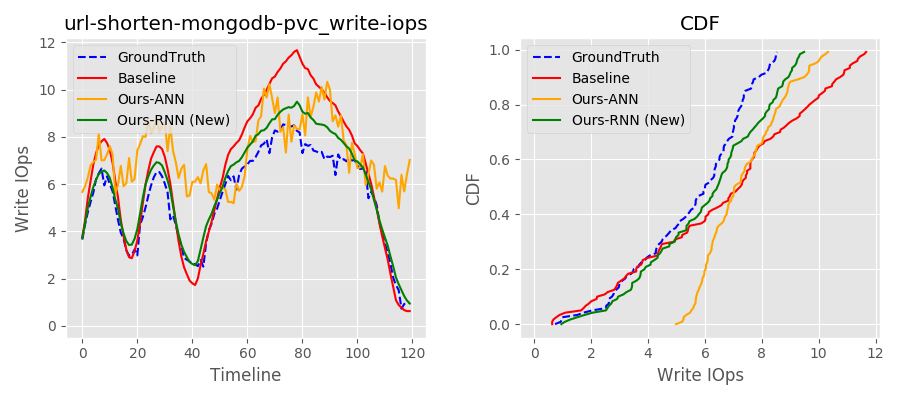 url-shorten-mongodb-pvc_write-iops
GroundTruth
Baseline
Ours-ANN
Ours-RNN (New)
12
10
8
6
4
2
0
Write IOps
0 20 40 60 80 100 120
Timeline
CDF
GroundTruth
Baseline
Ours-ANN
Ours-RNN (New)
1.0
0.8
0.6
0.4
0.2
0.0
CDF
0 2 4 6 8 10 12
Write IOps